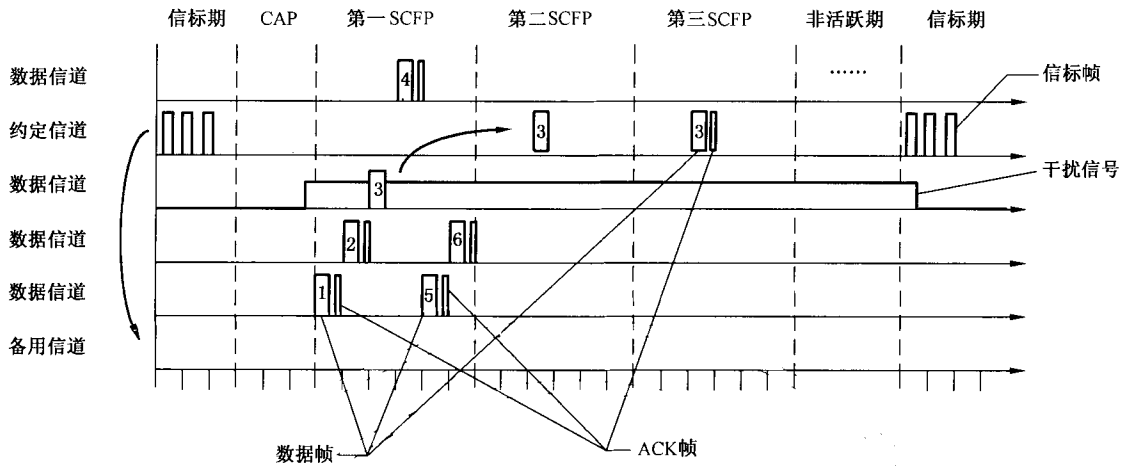 信标期 CAP 第一SCFP 第二SCFP 第三SCFP 非活跃期 信标期
数据信道 4 …… 信标帧
约定信道 3 3
数据信道 3 干扰信号
数据信道 2 6
数据信道 1 5
备用信道
数据帧 ACK帧